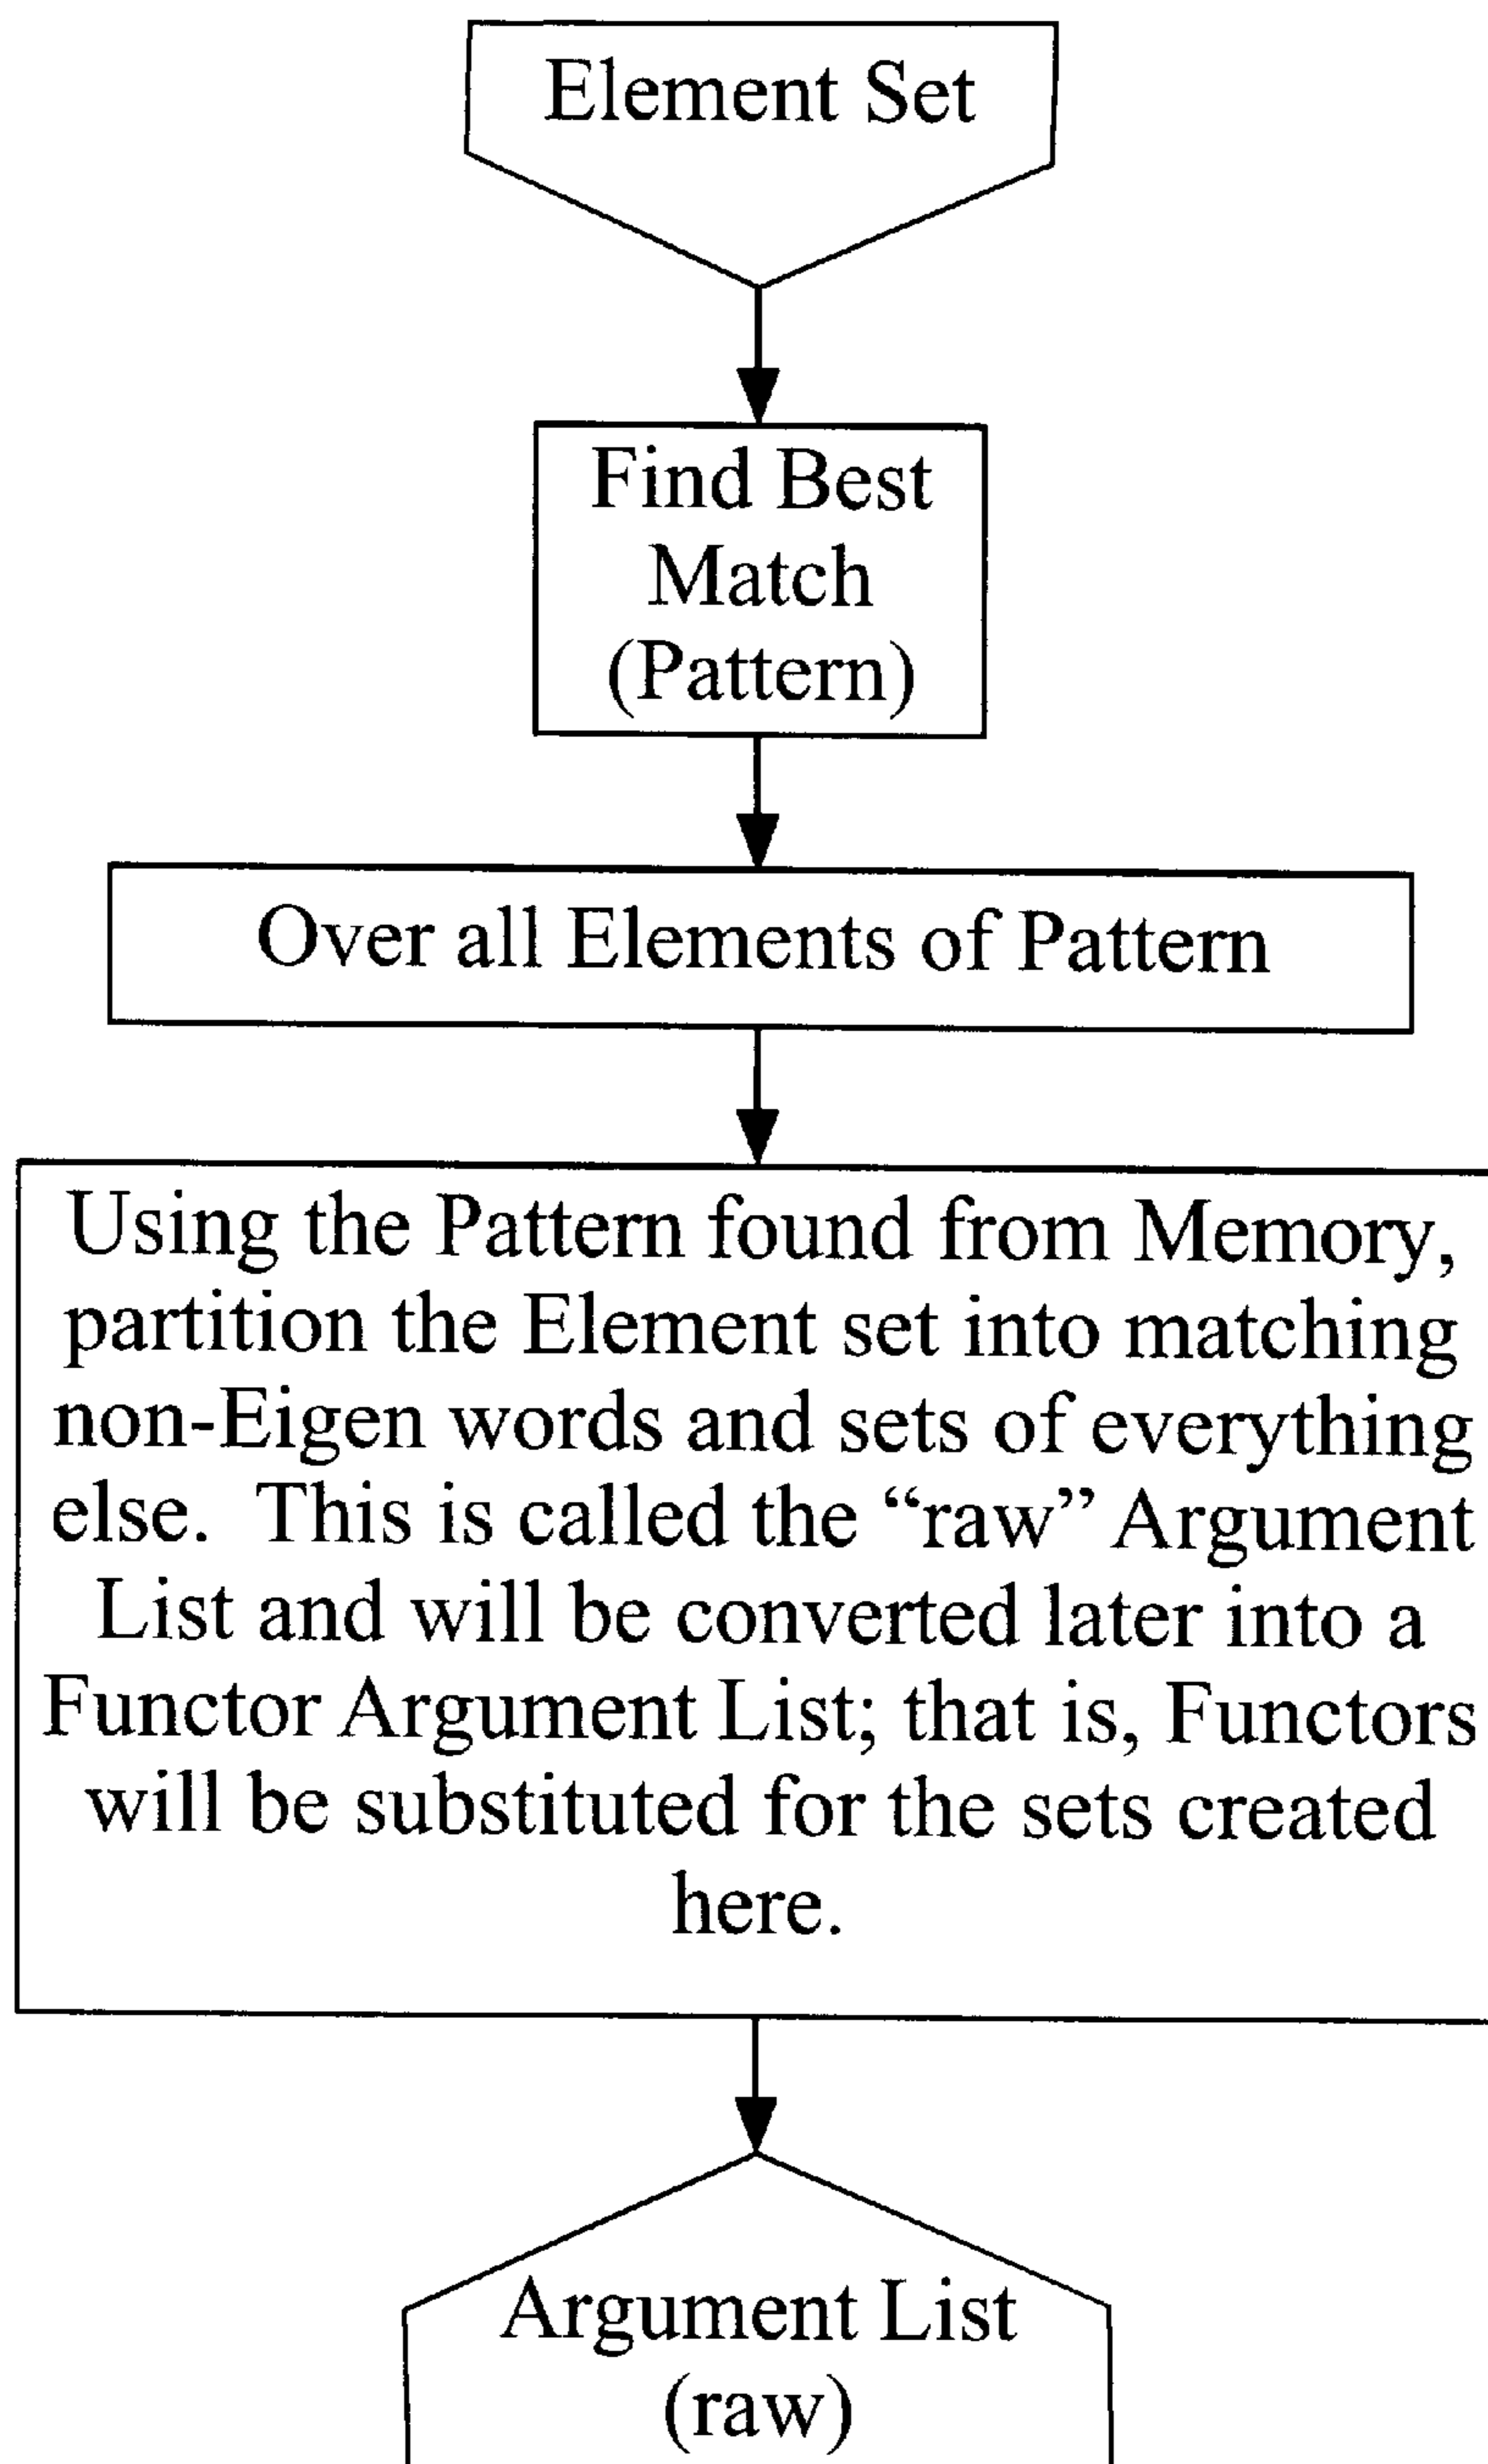 Element Set
Find Best
Match
(Pattern)
Over all Elements of Pattern
Using the Pattern found from Memory,
partition the Element set into matching
non-Eigen words and sets of everything
else.  This is called the “raw” Argument
List and will be converted later into a
Functor Argument List; that is, Functors
will be substituted for the sets created
here.
Argument List
(raw)